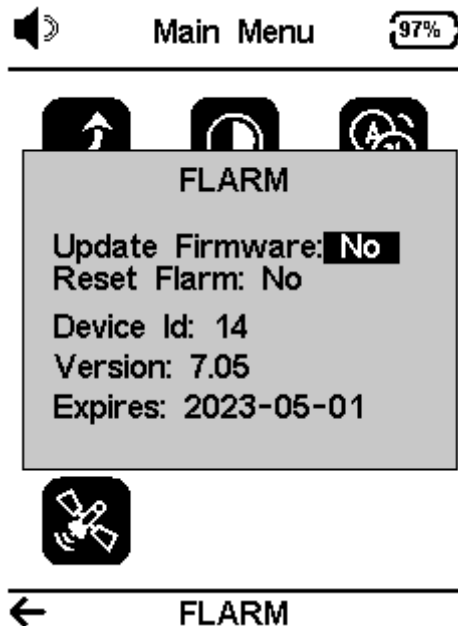 Main Menu 97%
FLARM
Update Firmware: No
Reset Flarm: No
Device Id: 14
Version: 7.05
Expires: 2023-05-01
FLARM